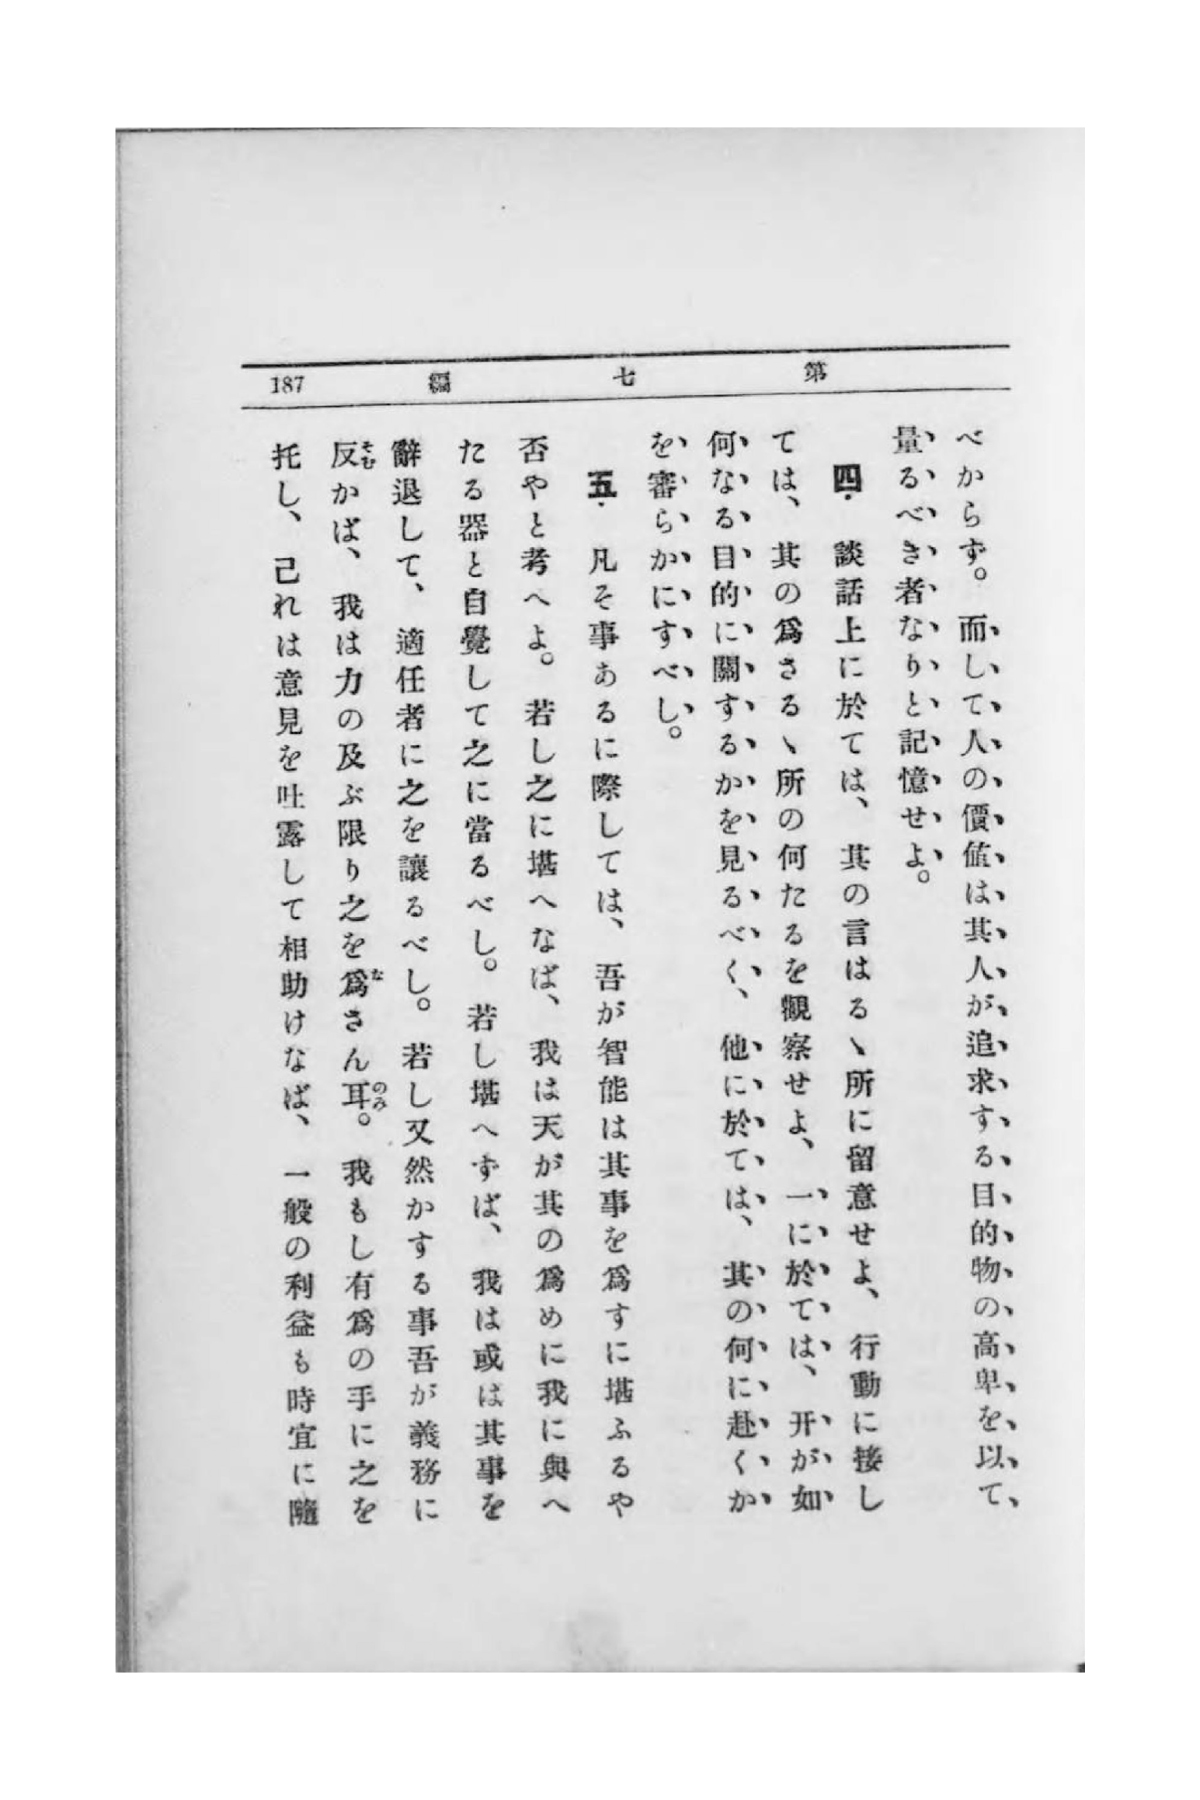 第七編 187
べからず。而して人の價値は其人が追求する目的物の高卑を以て
量るべき者なりと記憶せよ。
四・談話上に於ては、其の言はるゝ所に留意せよ、行動に接し
ては、其の爲さるゝ所の何たるを觀察せよ、一に於ては、开が如
何なる目的に關するかを見るべく、他に於ては、其の何に赴くか
を審らかにすべし。
五・凡そ事あるに際しては、吾が智能は其事を爲すに堪ふるや
否やと考へよ。若し之に堪へなば、我は天が其の爲めに我に與へ
たる器と自覺して之に當るべし。若し堪へずば、我は或は其事を
辭退して、適任者に之を讓るべし。若し又然かする事吾が義務に
反かば、我は力の及ぶ限り之を爲さん耳。我もし有爲の手に之を
托し、己れは意見を吐露して相助けなば、一般の利益も時宜に隨